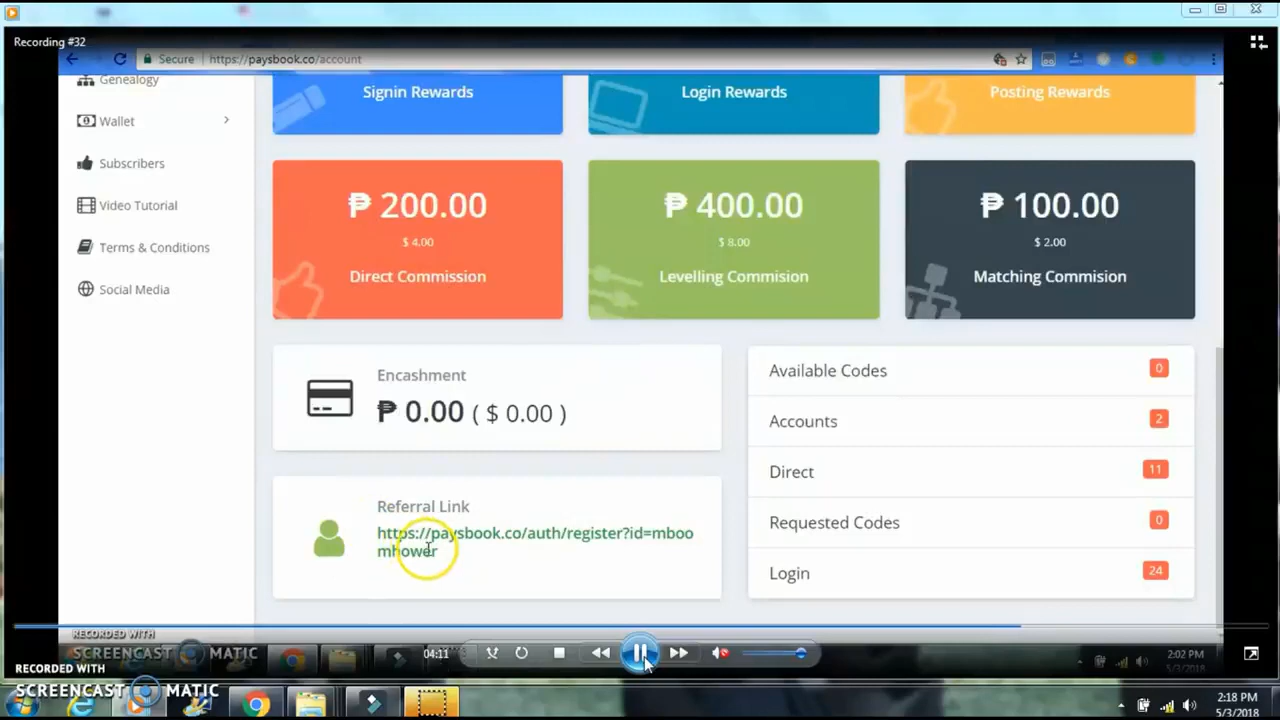 Recording #32
Secure
https://paysbook.co/account
Genealogy
Wallet
Subscribers
Video Tutorial
Terms & Conditions
Social Media
Signin Rewards
Login Rewards
Posting Rewards
₱ 200.00
$ 4.00
Direct Commission
₱ 400.00
$ 8.00
Levelling Commision
₱ 100.00
$ 2.00
Matching Commision
Encashment
₱ 0.00 ( $ 0.00 )
Referral Link
https://paysbook.co/auth/register?id=mboo
mhower
Available Codes 0
Accounts 2
Direct 11
Requested Codes 0
Login 24
RECORDED WITH
SCREENCAST MATIC
04:11
2:02 PM
5/3/2018
RECORDED WITH
SCREENCAST MATIC
2:18 PM
5/3/2018